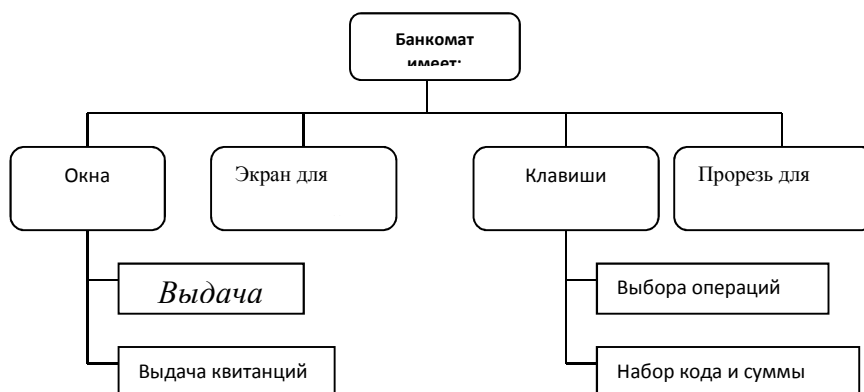 Банкомат
имеет:
Окна
Экран для
Клавиши
Прорезь для
Выдача
Выбора операций
Выдача квитанций
Набор кода и суммы